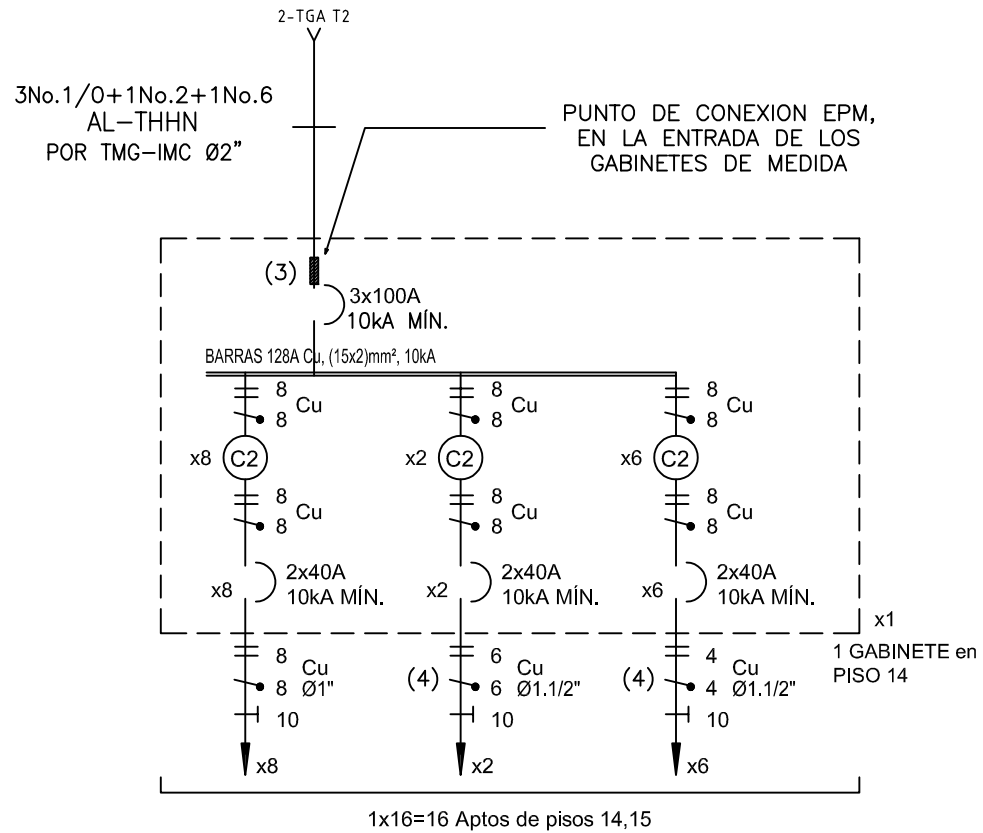 2-TGA T2
3No.1/0+1No.2+1No.6
AL-THHN
POR TMG-IMC Ø2"
PUNTO DE CONEXION EPM,
EN LA ENTRADA DE LOS
GABINETES DE MEDIDA
(3)
3x100A
10kA MÍN.
BARRAS 128A Cu, (15x2)mm², 10kA
8
8
Cu
8
8
Cu
8
8
Cu
x8
C2
x2
C2
x6
C2
8
8
Cu
8
8
Cu
8
8
Cu
x8
2x40A
10kA MÍN.
x2
2x40A
10kA MÍN.
x6
2x40A
10kA MÍN.
x1
1 GABINETE en
PISO 14
8
8
Cu
Ø1"
10
(4)
6
6
Cu
Ø1.1/2"
10
(4)
4
4
Cu
Ø1.1/2"
10
x8
x2
x6
1x16=16 Aptos de pisos 14,15